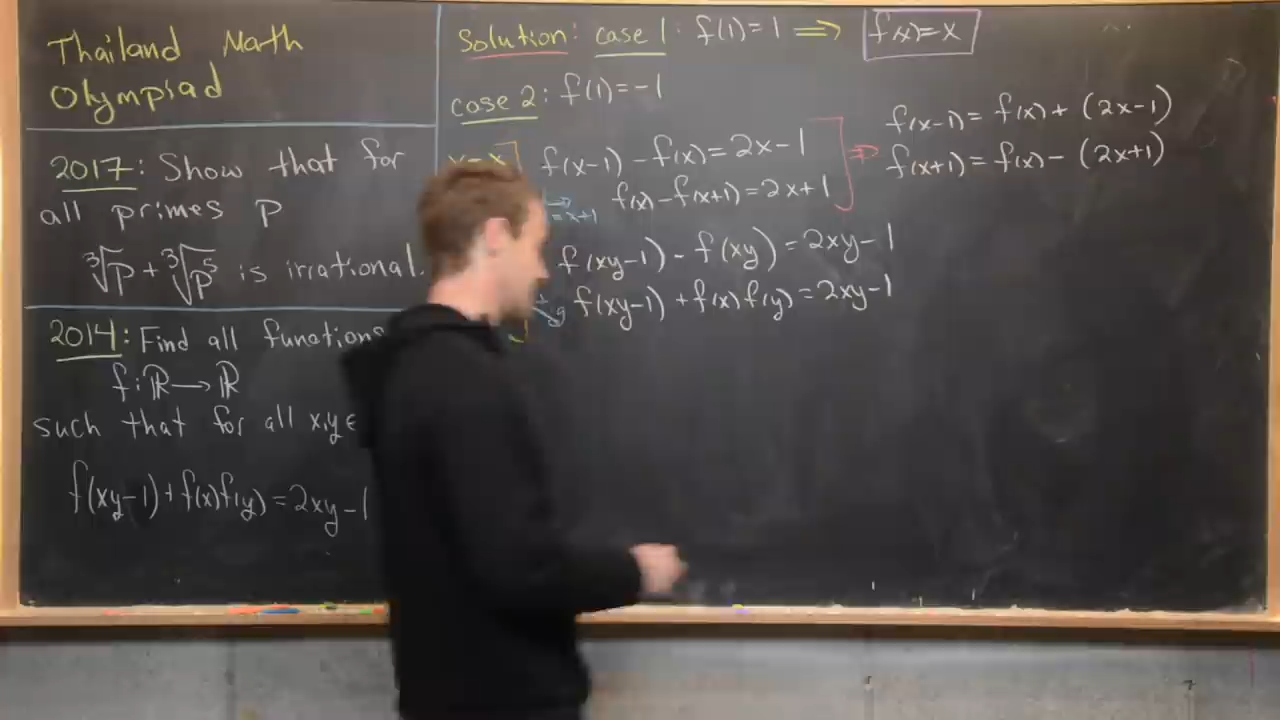 Thailand Math
Olympiad
2017: Show that for
all primes p
∛p + ∛p⁵ is irrational.
2014: Find all functions
f: ℝ → ℝ
such that for all x,y ∈
f(xy-1) + f(x)f(y) = 2xy-1
Solution: case 1: f(1) = 1 ⟹ f(x) = x
case 2: f(1) = -1
f(x-1) - f(x) = 2x-1
= x+1 f(x) - f(x+1) = 2x+1
f(x-1) = f(x) + (2x-1)
f(x+1) = f(x) - (2x+1)
f(xy-1) - f(xy) = 2xy-1
f(xy-1) + f(x)f(y) = 2xy-1